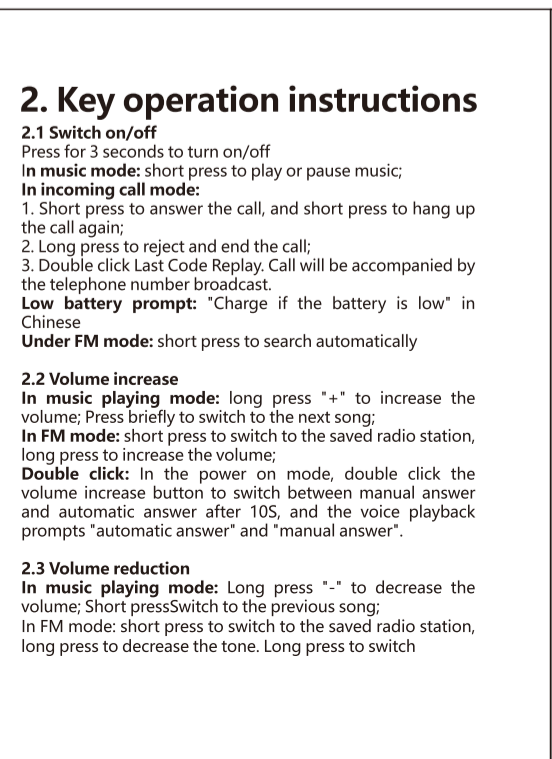 2. Key operation instructions
2.1 Switch on/off
Press for 3 seconds to turn on/off
In music mode: short press to play or pause music;
In incoming call mode:
1. Short press to answer the call, and short press to hang up
the call again;
2. Long press to reject and end the call;
3. Double click Last Code Replay. Call will be accompanied by
the telephone number broadcast.
Low battery prompt: "Charge if the battery is low" in
Chinese
Under FM mode: short press to search automatically
2.2 Volume increase
In music playing mode: long press "+" to increase the
volume; Press briefly to switch to the next song;
In FM mode: short press to switch to the saved radio station,
long press to increase the volume;
Double click: In the power on mode, double click the
volume increase button to switch between manual answer
and automatic answer after 10S, and the voice playback
prompts "automatic answer" and "manual answer".
2.3 Volume reduction
In music playing mode: Long press "-" to decrease the
volume; Short pressSwitch to the previous song;
In FM mode: short press to switch to the saved radio station,
long press to decrease the tone. Long press to switch